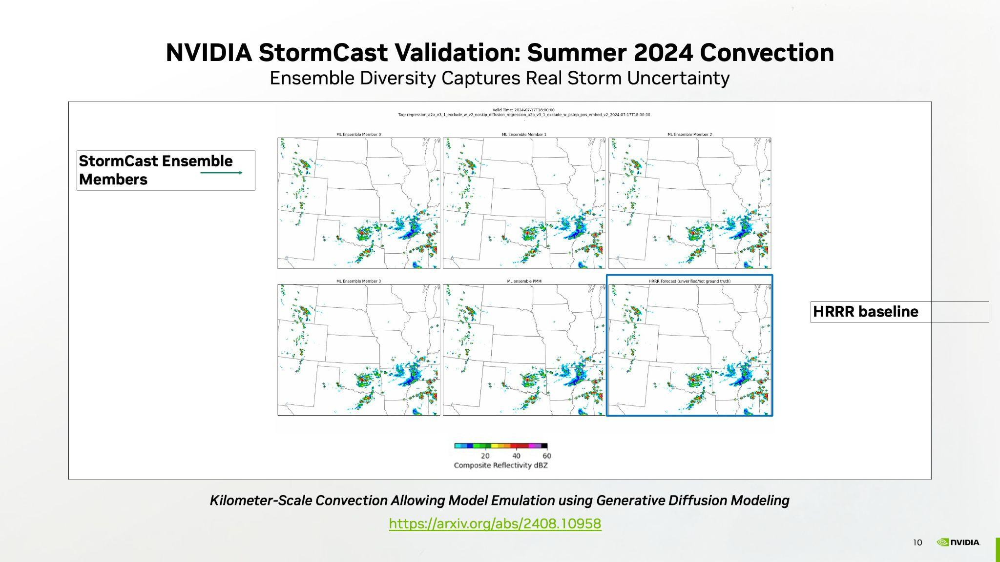 NVIDIA StormCast Validation: Summer 2024 Convection
Ensemble Diversity Captures Real Storm Uncertainty
Valid Time: 2024-07-17T18:00:00
Tag: regression_a2a_v3_1_exclude_w_v2_noskip_diffusion_regression_a2a_v3_1_exclude_w_pstep_pos_embed_v2_2024-07-17T18:00:00
StormCast Ensemble
Members
ML Ensemble Member 0
ML Ensemble Member 1
ML Ensemble Member 2
ML Ensemble Member 3
ML ensemble PMM
HRRR Forecast (unverified/not ground truth)
HRRR baseline
20 40 60
Composite Reflectivity dBZ
Kilometer-Scale Convection Allowing Model Emulation using Generative Diffusion Modeling
https://arxiv.org/abs/2408.10958
10 NVIDIA